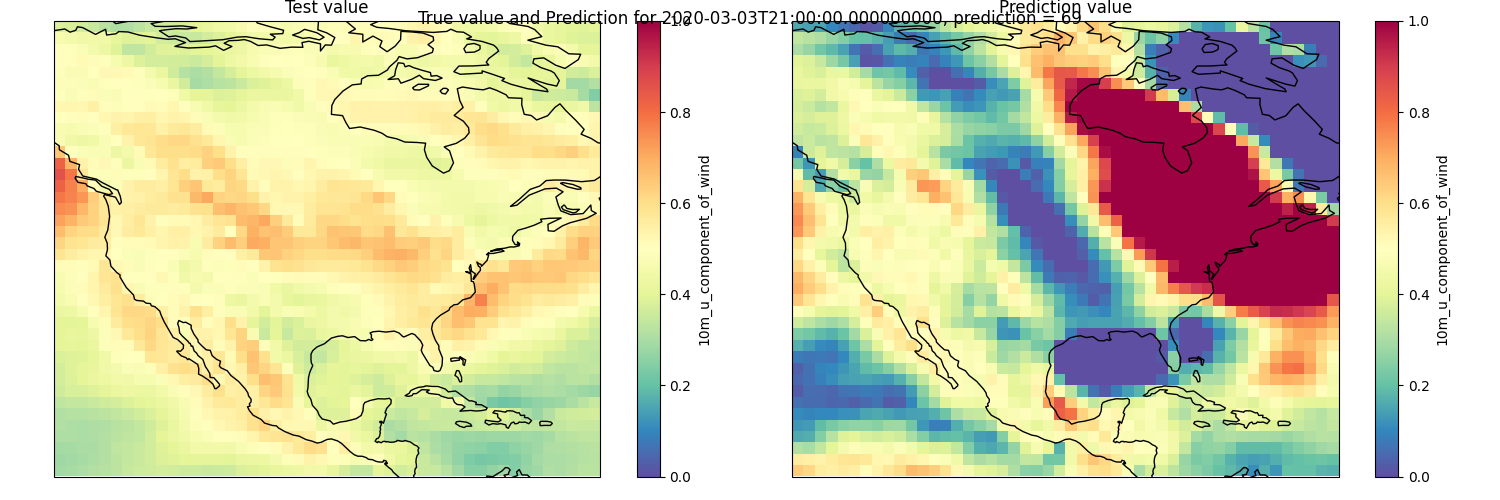 Test value
Prediction value
True value and Prediction for 2020-03-03T21:00:00.000000000, prediction = 69
1.0
0.8
0.6
0.4
0.2
0.0
10m_u_component_of_wind
1.0
0.8
0.6
0.4
0.2
0.0
10m_u_component_of_wind